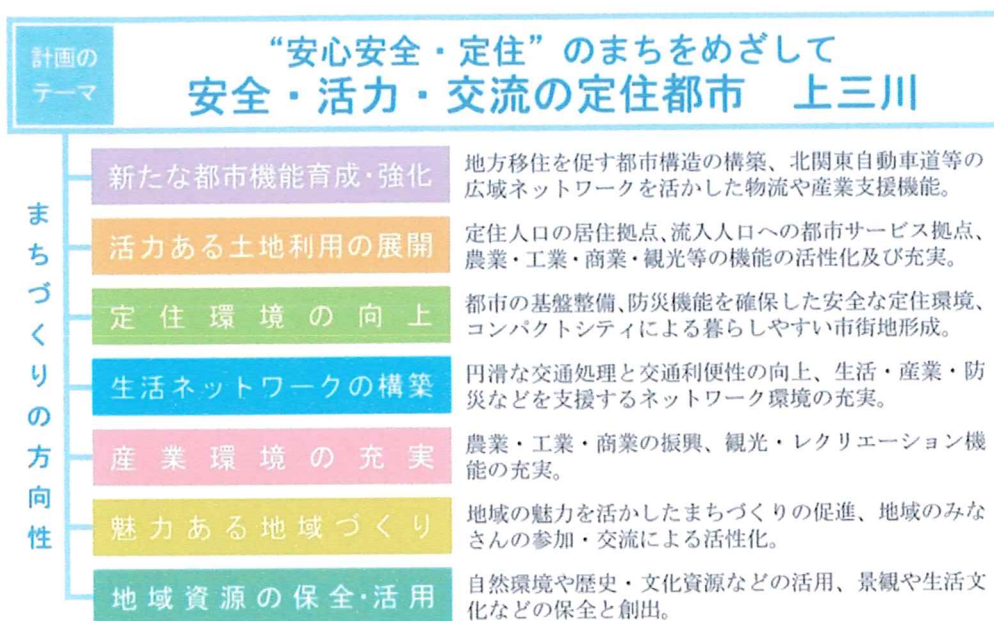 計画の
テーマ
“安心安全・定住”のまちをめざして
安全・活力・交流の定住都市　上三川
まちづくりの方向性
新たな都市機能育成・強化
地方移住を促す都市構造の構築、北関東自動車道等の
広域ネットワークを活かした物流や産業支援機能。
活力ある土地利用の展開
定住人口の居住拠点、流入人口への都市サービス拠点、
農業・工業・商業・観光等の機能の活性化及び充実。
定住環境の向上
都市の基盤整備、防災機能を確保した安全な定住環境、
コンパクトシティによる暮らしやすい市街地形成。
生活ネットワークの構築
円滑な交通処理と交通利便性の向上、生活・産業・防
災などを支援するネットワーク環境の充実。
産業環境の充実
農業・工業・商業の振興、観光・レクリエーション機
能の充実。
魅力ある地域づくり
地域の魅力を活かしたまちづくりの促進、地域のみな
さんの参加・交流による活性化。
地域資源の保全・活用
自然環境や歴史・文化資源などの活用、景観や生活文
化などの保全と創出。